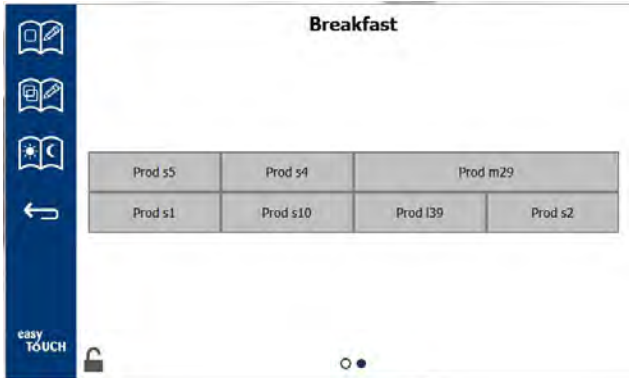 Breakfast
Prod s5 Prod s4 Prod m29
Prod s1 Prod s10 Prod l39 Prod s2
easy
TOUCH